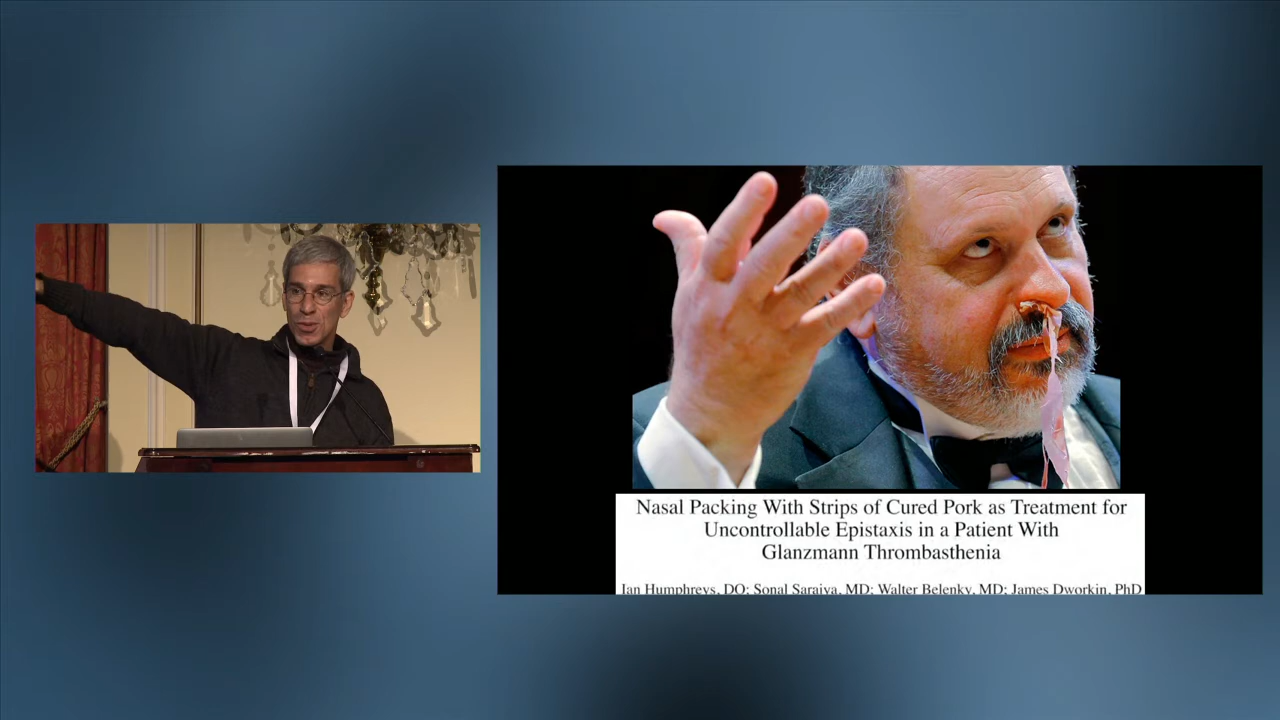 Nasal Packing With Strips of Cured Pork as Treatment for
Uncontrollable Epistaxis in a Patient With
Glanzmann Thrombasthenia
Ian Humphreys, DO; Sonal Saraiya, MD; Walter Belenky, MD; James Dworkin, PhD